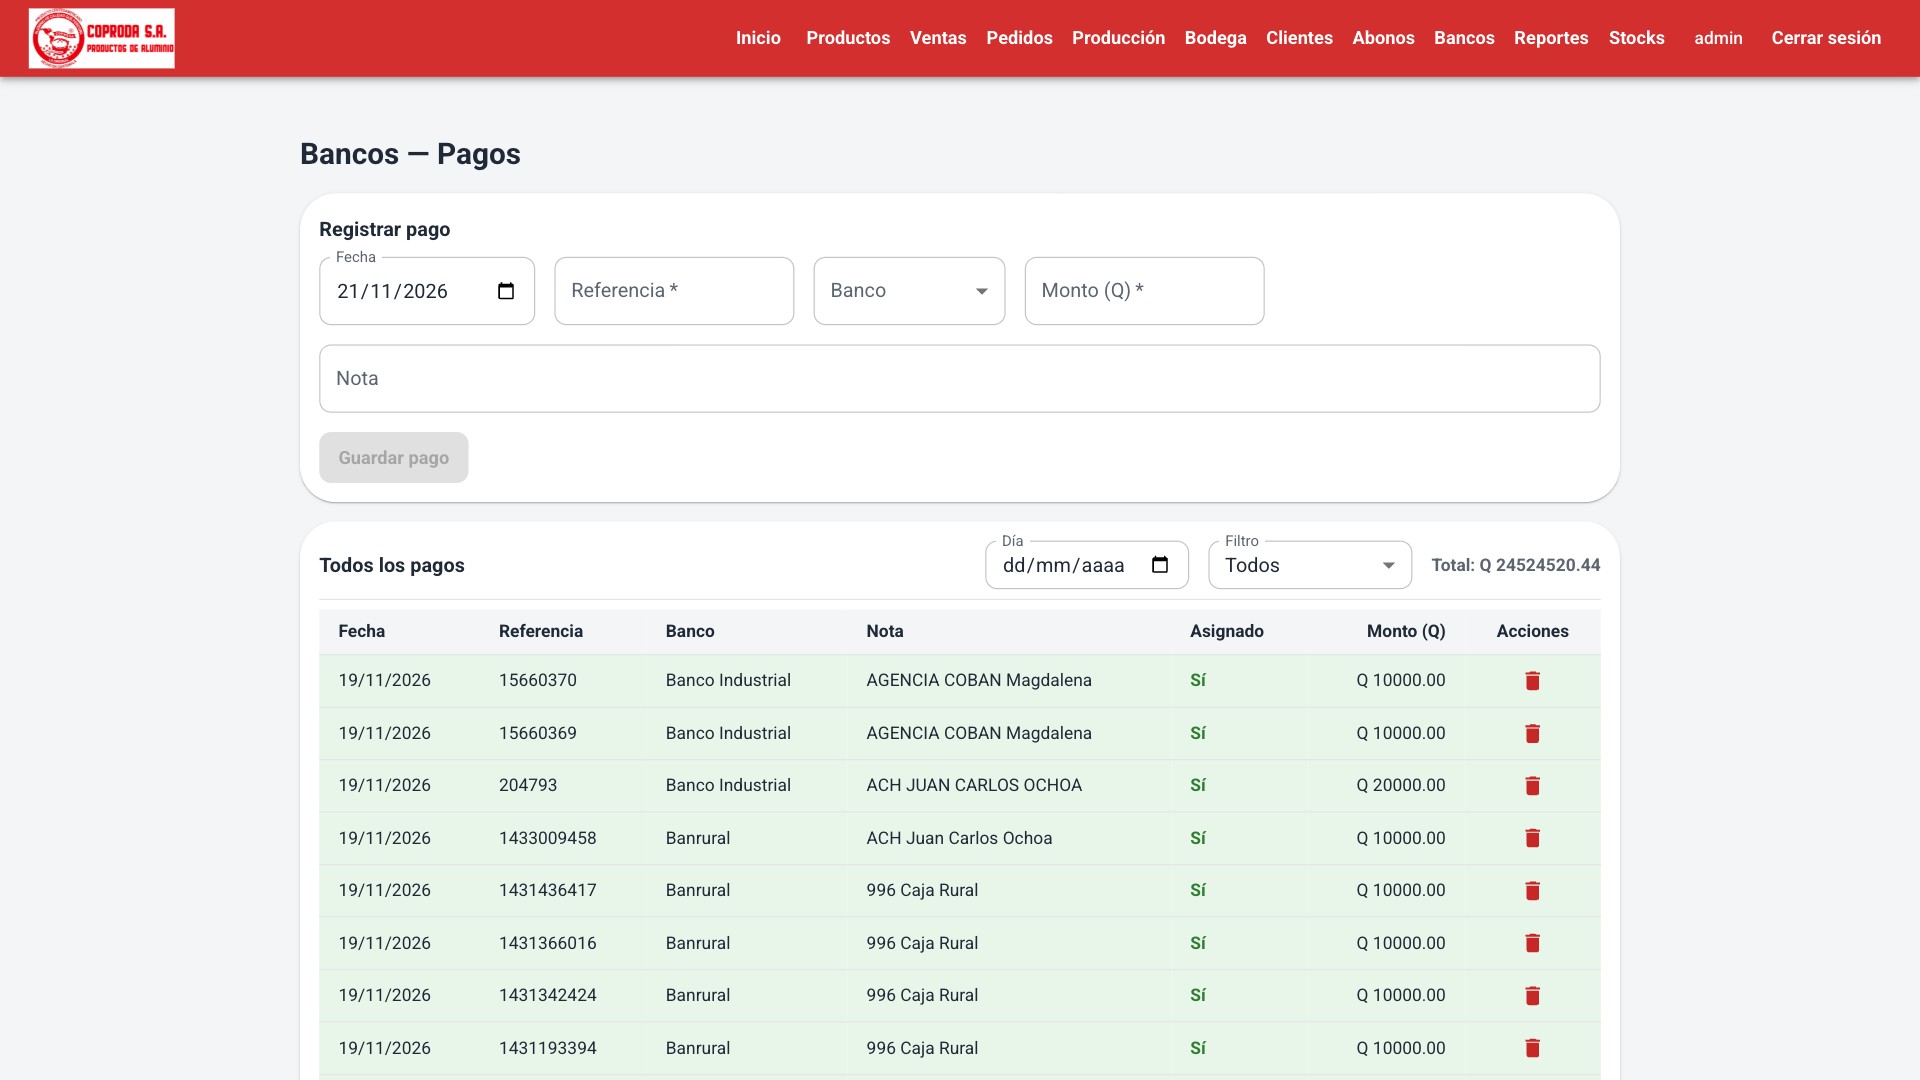 COPRODA S.A.
PRODUCTOS DE ALUMINIO
Inicio Productos Ventas Pedidos Producción Bodega Clientes Abonos Bancos Reportes Stocks admin Cerrar sesión
Bancos — Pagos
Registrar pago
Fecha
21/11/2026 Referencia * Banco Monto (Q) *
Nota
Guardar pago
Todos los pagos
Día
dd/mm/aaaa
Filtro
Todos
Total: Q 24524520.44
Fecha Referencia Banco Nota Asignado Monto (Q) Acciones
19/11/2026 15660370 Banco Industrial AGENCIA COBAN Magdalena Sí Q 10000.00
19/11/2026 15660369 Banco Industrial AGENCIA COBAN Magdalena Sí Q 10000.00
19/11/2026 204793 Banco Industrial ACH JUAN CARLOS OCHOA Sí Q 20000.00
19/11/2026 1433009458 Banrural ACH Juan Carlos Ochoa Sí Q 10000.00
19/11/2026 1431436417 Banrural 996 Caja Rural Sí Q 10000.00
19/11/2026 1431366016 Banrural 996 Caja Rural Sí Q 10000.00
19/11/2026 1431342424 Banrural 996 Caja Rural Sí Q 10000.00
19/11/2026 1431193394 Banrural 996 Caja Rural Sí Q 10000.00